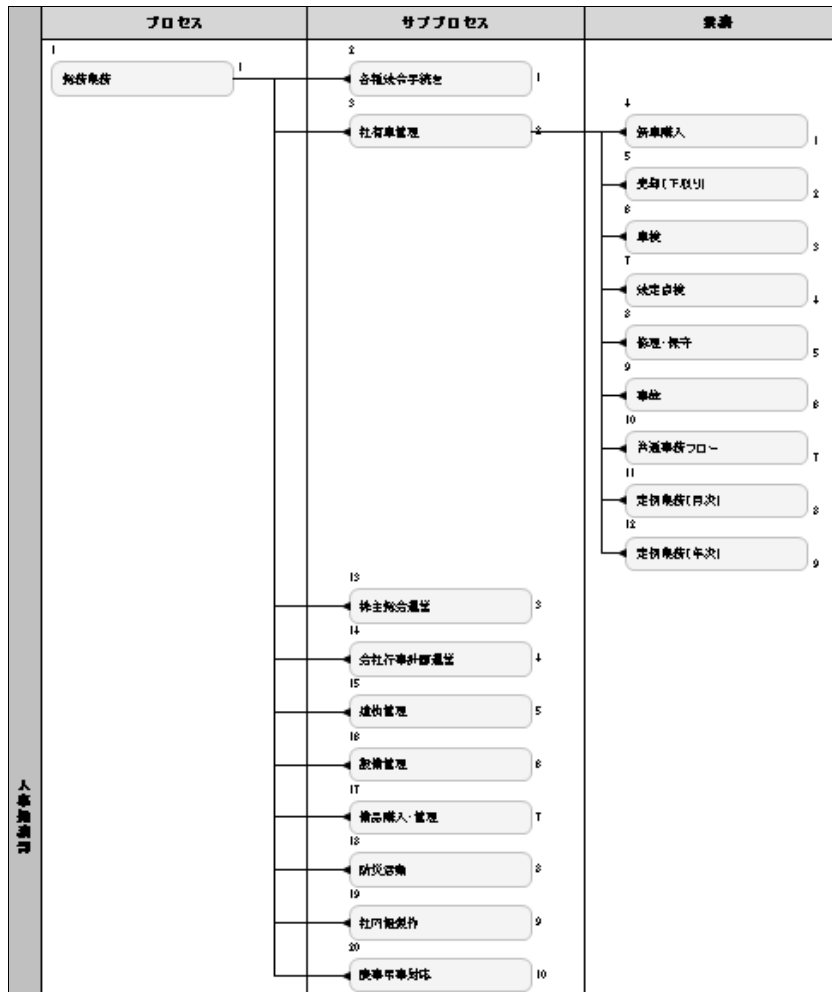 プロセス
サブプロセス
業務
1
総務業務
1
2
各種法令手続き
1
3
社有車管理
2
4
新車購入
1
5
売却(下取り)
2
6
車検
3
7
法定点検
4
8
修理・保守
5
9
事故
6
10
共通事務フロー
7
11
定例業務(月次)
8
12
定例業務(年次)
9
13
株主総会運営
3
14
会社行事計画運営
4
15
建物管理
5
16
設備管理
6
17
備品購入・管理
7
18
防災活動
8
19
社内報製作
9
20
慶事弔事対応
10
人事総務部